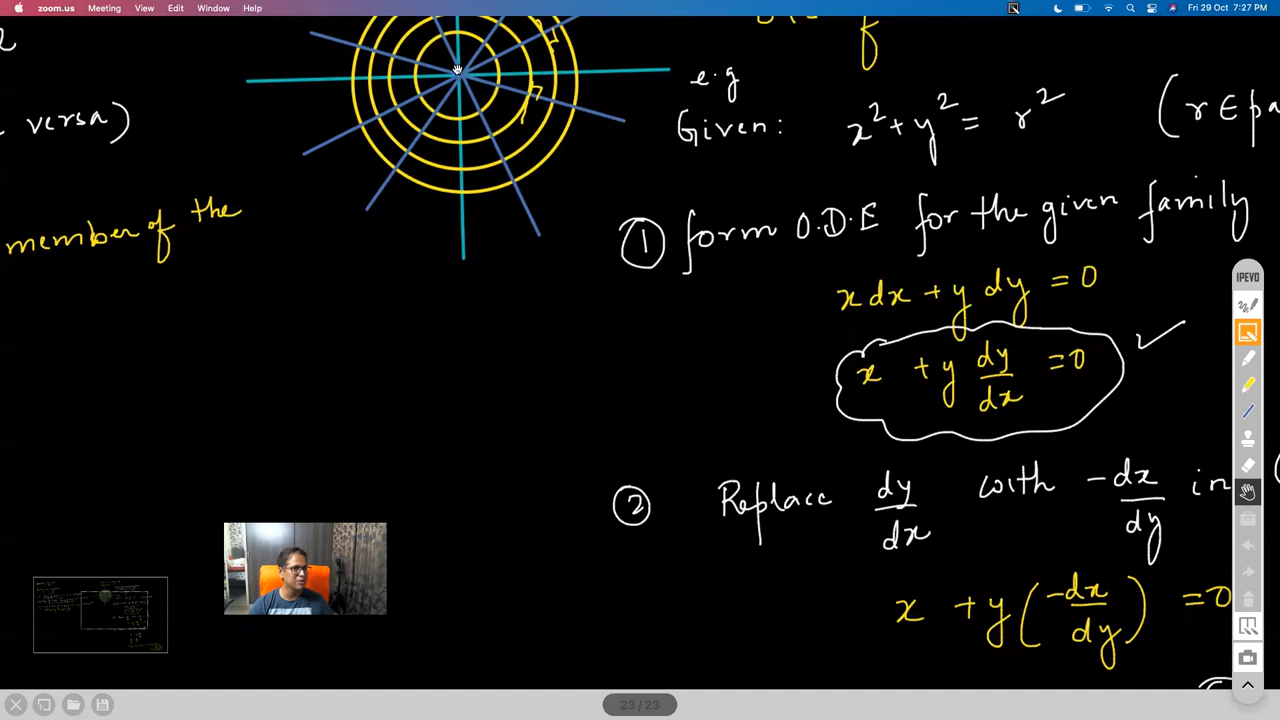 zoom.us Meeting View Edit Window Help Fri 29 Oct 7:27 PM
e.g
versa)
Given: x² + y² = r² (r ∈ pa
member of the
① form O.D.E for the given family
x dx + y dy = 0
x + y dy/dx = 0 ✓
② Replace dy/dx with -dx/dy in
x + y(-dx/dy) = 0
IPEVO
23 / 23